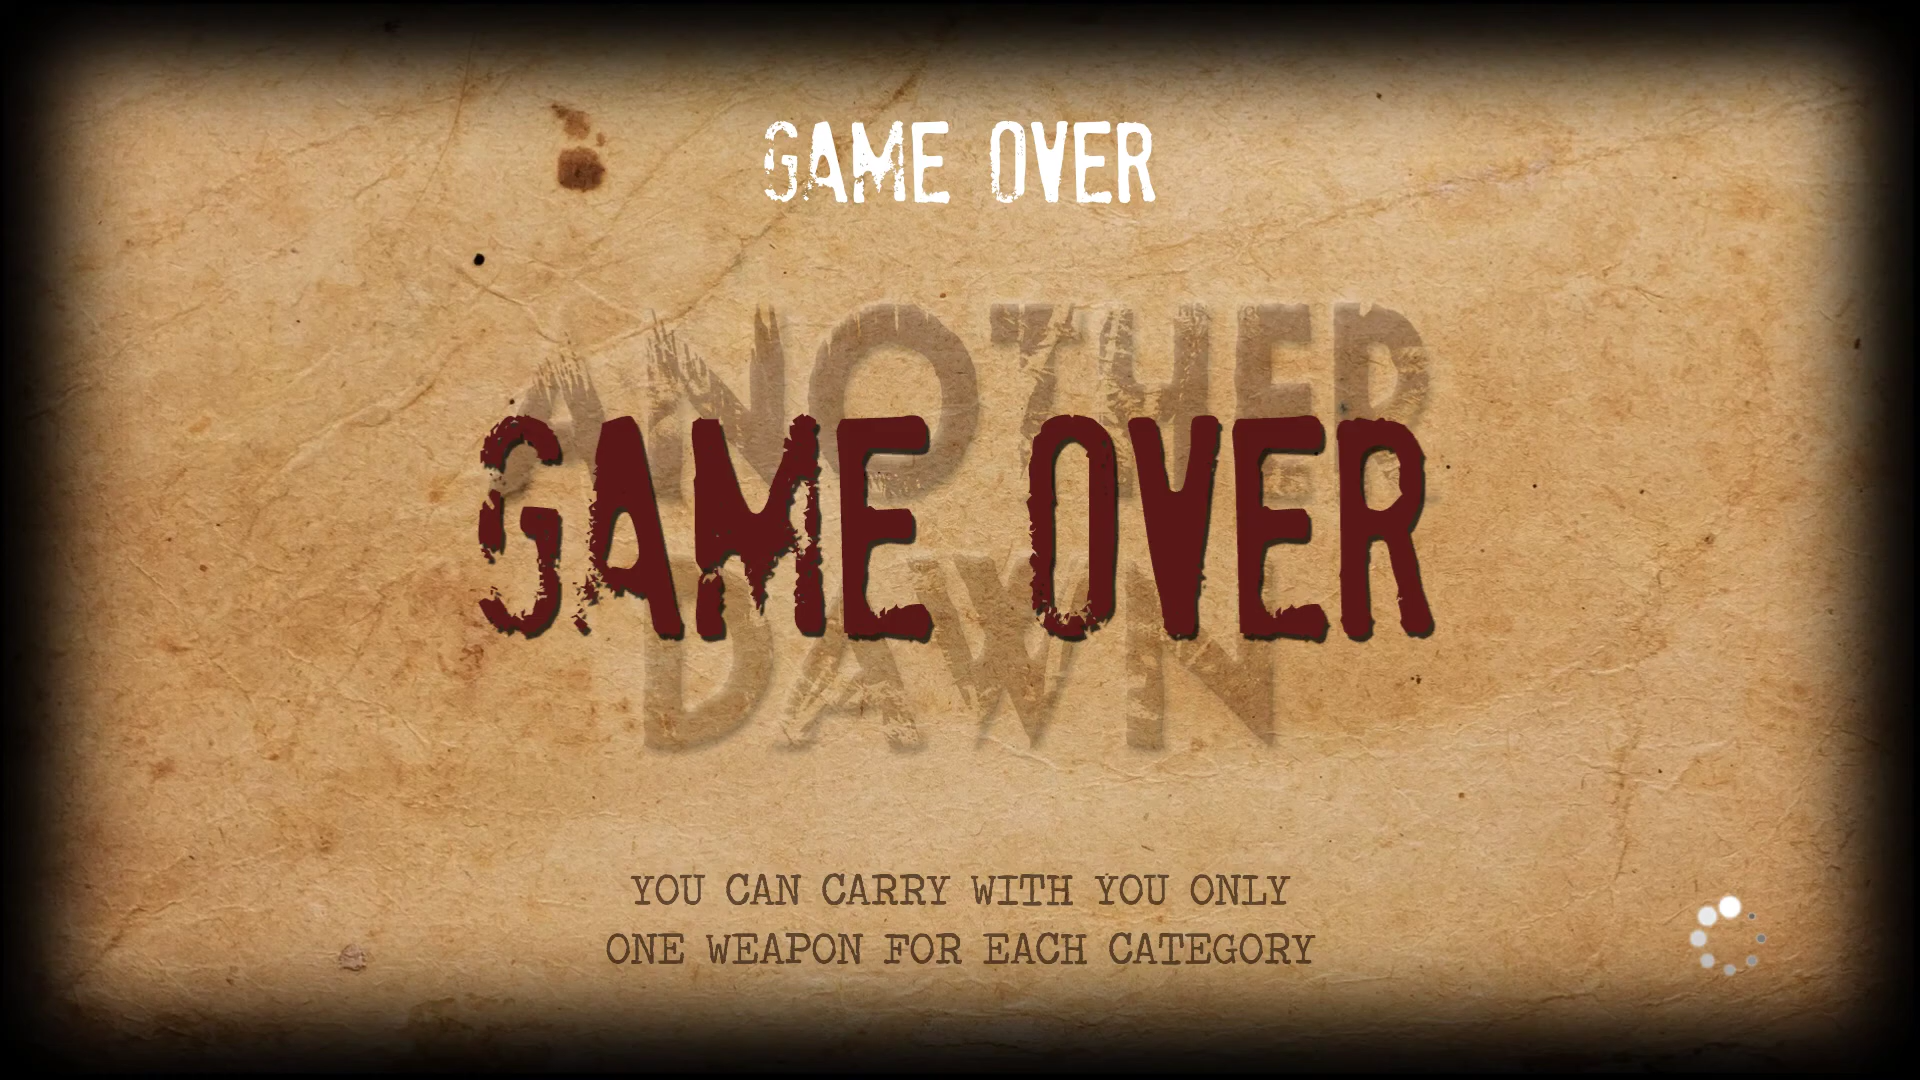 GAME OVER
ANOTHER
GAME OVER
DAWN
YOU CAN CARRY WITH YOU ONLY
ONE WEAPON FOR EACH CATEGORY